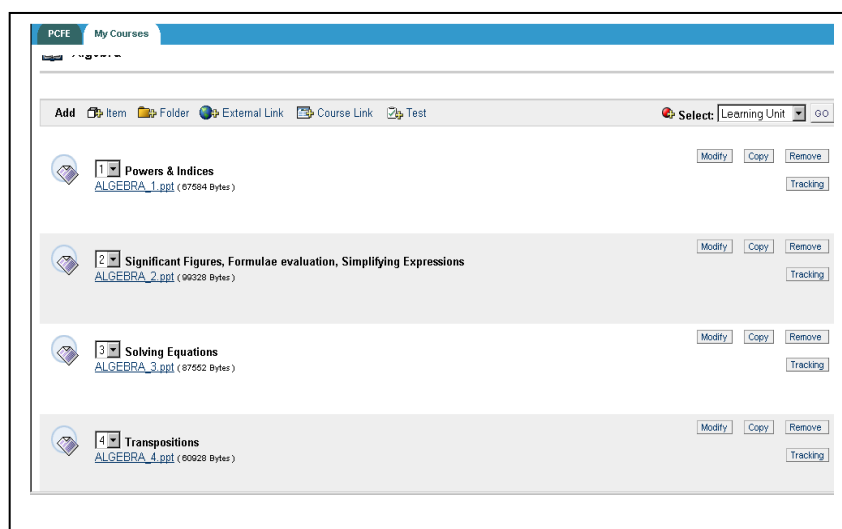 PCFE My Courses
Algebra
Add Item Folder External Link Course Link Test Select: Learning Unit GO
Modify Copy Remove
1 Powers & Indices
ALGEBRA_1.ppt (67584 Bytes)
Tracking
Modify Copy Remove
2 Significant Figures, Formulae evaluation, Simplifying Expressions
ALGEBRA_2.ppt (99328 Bytes)
Tracking
Modify Copy Remove
3 Solving Equations
ALGEBRA_3.ppt (87552 Bytes)
Tracking
Modify Copy Remove
4 Transpositions
ALGEBRA_4.ppt (60928 Bytes)
Tracking